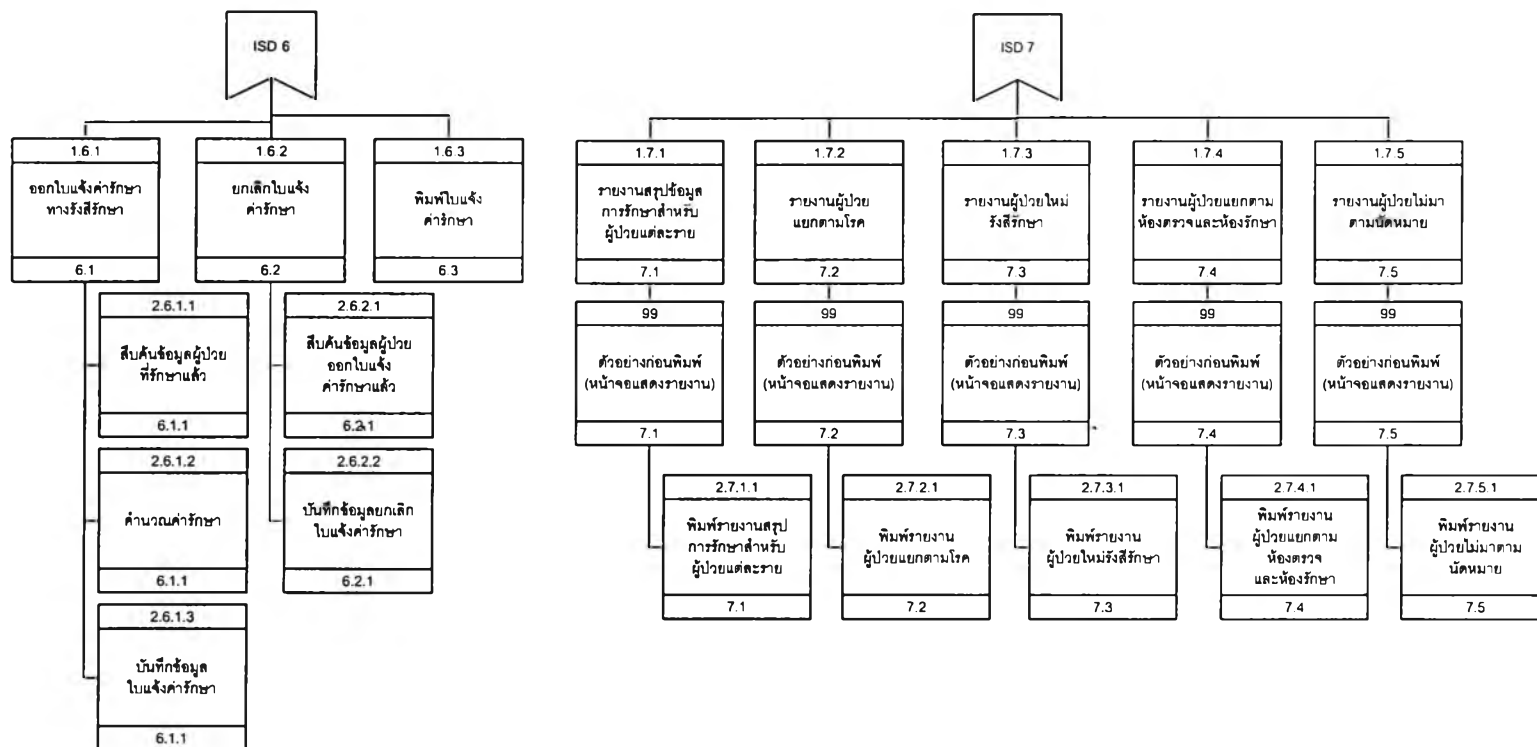 ISD 6
1.6.1
ออกใบแจ้งค่ารักษา
ทางรังสีรักษา
6.1
1.6.2
ยกเลิกใบแจ้ง
ค่ารักษา
6.2
1.6.3
พิมพ์ใบแจ้ง
ค่ารักษา
6.3
2.6.1.1
สืบค้นข้อมูลผู้ป่วย
ที่รักษาแล้ว
6.1.1
2.6.1.2
คำนวณค่ารักษา
6.1.1
2.6.1.3
บันทึกข้อมูล
ใบแจ้งค่ารักษา
6.1.1
2.6.2.1
สืบค้นข้อมูลผู้ป่วย
ออกใบแจ้ง
ค่ารักษาแล้ว
6.2.1
2.6.2.2
บันทึกข้อมูลยกเลิก
ใบแจ้งค่ารักษา
6.2.1
ISD 7
1.7.1
รายงานสรุปข้อมูล
การรักษาสำหรับ
ผู้ป่วยแต่ละราย
7.1
1.7.2
รายงานผู้ป่วย
แยกตามโรค
7.2
1.7.3
รายงานผู้ป่วยใหม่
รังสีรักษา
7.3
1.7.4
รายงานผู้ป่วยแยกตาม
ห้องตรวจและห้องรักษา
7.4
1.7.5
รายงานผู้ป่วยไม่มา
ตามนัดหมาย
7.5
99
ตัวอย่างก่อนพิมพ์
(หน้าจอแสดงรายงาน)
7.1
99
ตัวอย่างก่อนพิมพ์
(หน้าจอแสดงรายงาน)
7.2
99
ตัวอย่างก่อนพิมพ์
(หน้าจอแสดงรายงาน)
7.3
99
ตัวอย่างก่อนพิมพ์
(หน้าจอแสดงรายงาน)
7.4
99
ตัวอย่างก่อนพิมพ์
(หน้าจอแสดงรายงาน)
7.5
2.7.1.1
พิมพ์รายงานสรุป
การรักษาสำหรับ
ผู้ป่วยแต่ละราย
7.1
2.7.2.1
พิมพ์รายงาน
ผู้ป่วยแยกตามโรค
7.2
2.7.3.1
พิมพ์รายงาน
ผู้ป่วยใหม่รังสีรักษา
7.3
2.7.4.1
พิมพ์รายงาน
ผู้ป่วยแยกตาม
ห้องตรวจ
และห้องรักษา
7.4
2.7.5.1
พิมพ์รายงาน
ผู้ป่วยไม่มาตาม
นัดหมาย
7.5